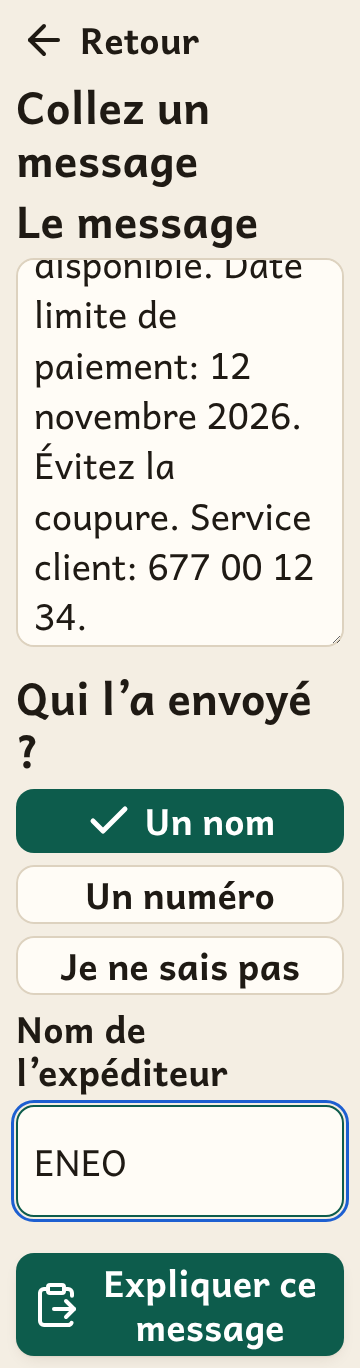 Retour
Collez un
message
Le message
disponible. Date
limite de
paiement: 12
novembre 2026.
Évitez la
coupure. Service
client: 677 00 12
34.
Qui l’a envoyé
?
Un nom
Un numéro
Je ne sais pas
Nom de
l’expéditeur
ENEO
Expliquer ce
message